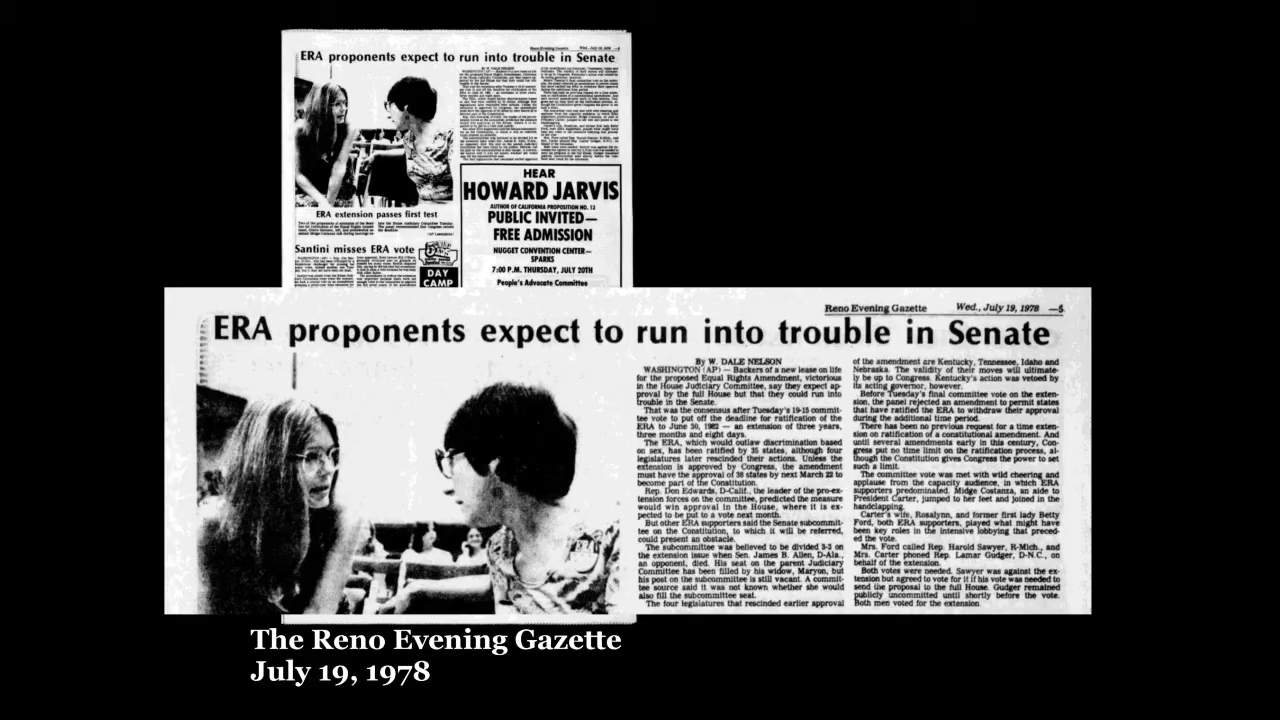 Reno Evening Gazette Wed., July 19, 1978 —5
ERA proponents expect to run into trouble in Senate
By W. DALE NELSON
ERA extension passes first test
Santini misses ERA vote
DAY
CAMP
HEAR
HOWARD JARVIS
AUTHOR OF CALIFORNIA PROPOSITION NO. 13
PUBLIC INVITED—
FREE ADMISSION
NUGGET CONVENTION CENTER—
SPARKS
7:00 P.M. THURSDAY, JULY 20TH
People's Advocate Committee
Reno Evening Gazette Wed., July 19, 1978 —5
ERA proponents expect to run into trouble in Senate
By W. DALE NELSON
WASHINGTON (AP) — Backers of a new lease on life
for the proposed Equal Rights Amendment, victorious
in the House Judiciary Committee, say they expect ap-
proval by the full House but that they could run into
trouble in the Senate.
That was the consensus after Tuesday's 19-15 commit-
tee vote to put off the deadline for ratification of the
ERA to June 30, 1982 — an extension of three years,
three months and eight days.
The ERA, which would outlaw discrimination based
on sex, has been ratified by 35 states, although four
legislatures later rescinded their actions. Unless the
extension is approved by Congress, the amendment
must have the approval of 38 states by next March 22 to
become part of the Constitution.
Rep. Don Edwards, D-Calif., the leader of the pro-ex-
tension forces on the committee, predicted the measure
would win approval in the House, where it is ex-
pected to be put to a vote next month.
But other ERA supporters said the Senate subcommit-
tee on the Constitution, to which it will be referred,
could present an obstacle.
The subcommittee was believed to be divided 3-3 on
the extension issue when Sen. James B. Allen, D-Ala.,
an opponent, died. His seat on the parent Judiciary
Committee has been filled by his widow, Maryon, but
his post on the subcommittee is still vacant. A commit-
tee source said it was not known whether she would
also fill the subcommittee seat.
The four legislatures that rescinded earlier approval
of the amendment are Kentucky, Tennessee, Idaho and
Nebraska. The validity of their moves will ultimate-
ly be up to Congress. Kentucky's action was vetoed by
its acting governor, however.
Before Tuesday's final committee vote on the exten-
sion, the panel rejected an amendment to permit states
that have ratified the ERA to withdraw their approval
during the additional time period.
There has been no previous request for a time exten-
sion on ratification of a constitutional amendment. And
until several amendments early in this century, Con-
gress put no time limit on the ratification process, al-
though the Constitution gives Congress the power to set
such a limit.
The committee vote was met with wild cheering and
applause from the capacity audience, in which ERA
supporters predominated. Midge Costanza, an aide to
President Carter, jumped to her feet and joined in the
handclapping.
Carter's wife, Rosalynn, and former first lady Betty
Ford, both ERA supporters, played what might have
been key roles in the intensive lobbying that preced-
ed the vote.
Mrs. Ford called Rep. Harold Sawyer, R-Mich., and
Mrs. Carter phoned Rep. Lamar Gudger, D-N.C., on
behalf of the extension.
Both votes were needed. Sawyer was against the ex-
tension but agreed to vote for it if his vote was needed to
send the proposal to the full House. Gudger remained
publicly uncommitted until shortly before the vote.
Both men voted for the extension.
The Reno Evening Gazette
July 19, 1978